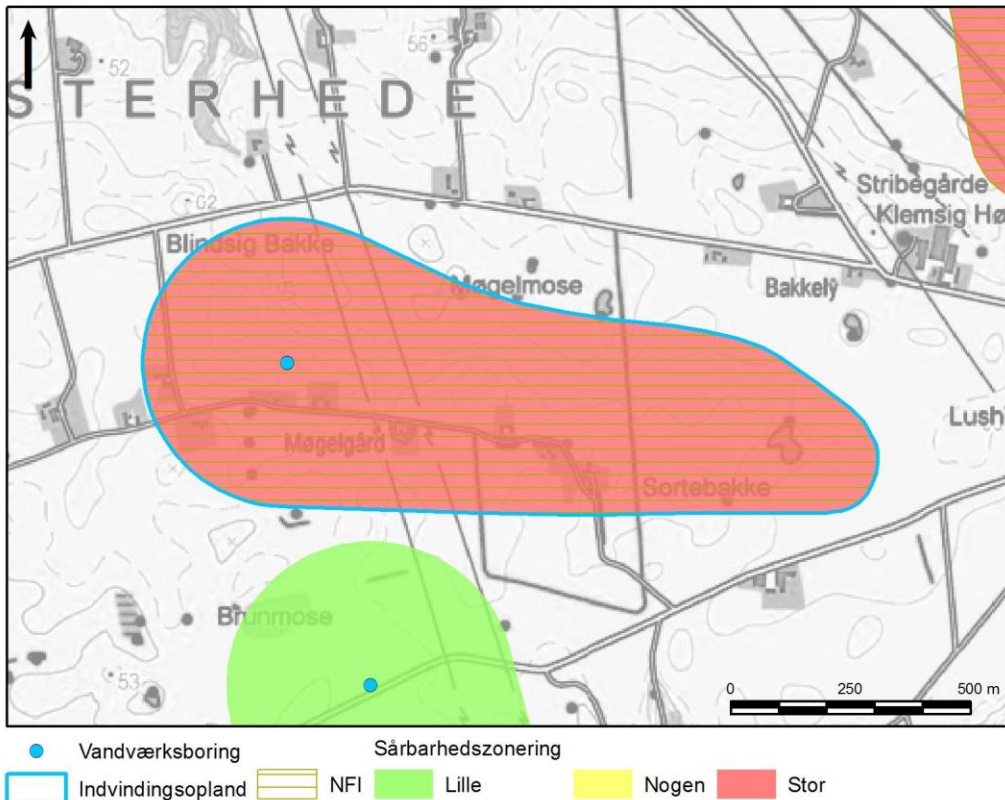 STERHEDE
52
56
62
Stribegårde
Klemsig Hø
Blindsig Bakke
Møgelmose
Bakkely
Lush
Møgelgård
Sortebakke
Brunmose
53
0 250 500 m
Vandværksboring
Sårbarhedszonering
Indvindingsopland
NFI
Lille
Nogen
Stor